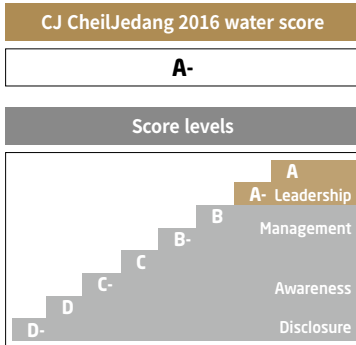 CJ CheilJedang 2016 water score
A-
Score levels
A
A- Leadership
B
Management
B-
C
C-
Awareness
D
D-
Disclosure